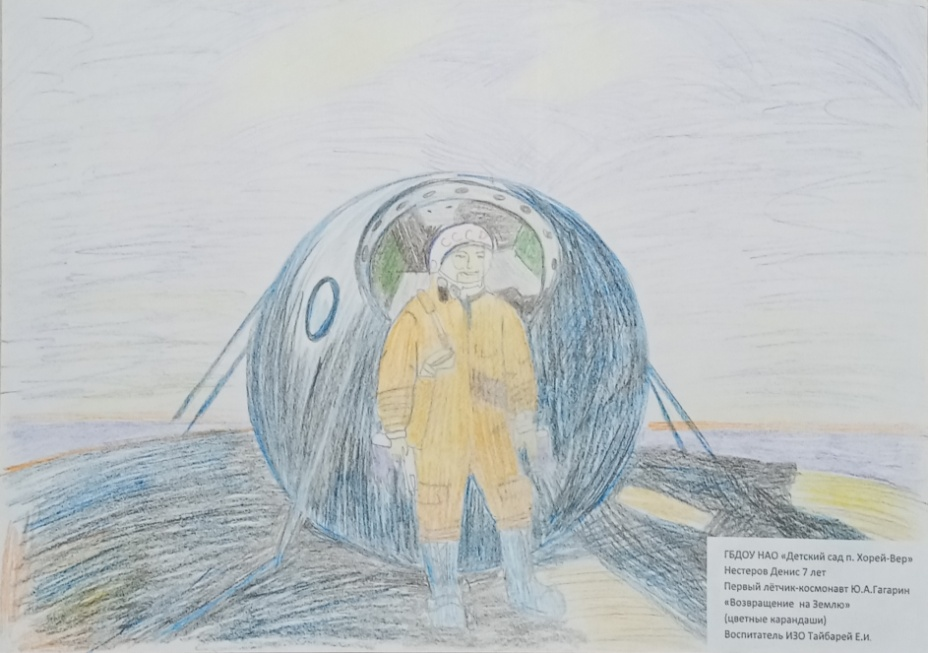 СССР
ГБДОУ НАО «Детский сад п. Хорей-Вер»
Нестеров Денис 7 лет
Первый лётчик-космонавт Ю.А.Гагарин
«Возвращение на Землю»
(цветные карандаши)
Воспитатель ИЗО Тайбарей Е.И.